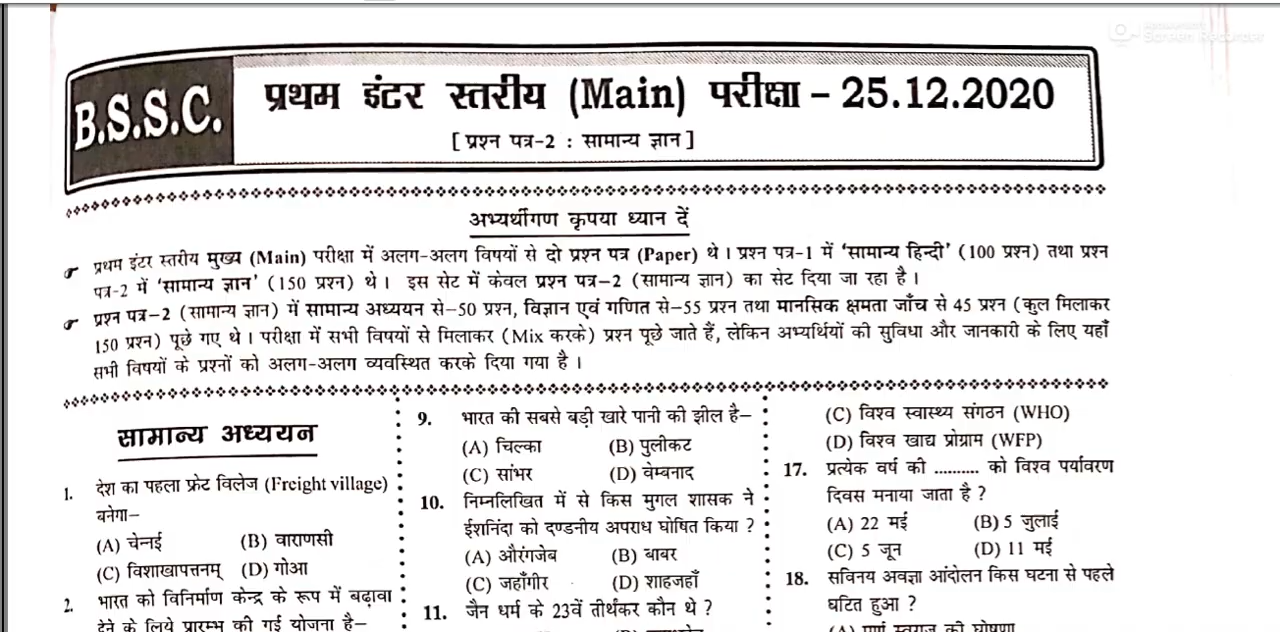 Screen Recorder
B.S.S.C.
प्रथम इंटर स्तरीय (Main) परीक्षा – 25.12.2020
[ प्रश्न पत्र-2 : सामान्य ज्ञान ]
अभ्यर्थीगण कृपया ध्यान दें
प्रथम इंटर स्तरीय मुख्य (Main) परीक्षा में अलग-अलग विषयों से दो प्रश्न पत्र (Paper) थे। प्रश्न पत्र-1 में 'सामान्य हिन्दी' (100 प्रश्न) तथा प्रश्न
पत्र-2 में 'सामान्य ज्ञान' (150 प्रश्न) थे। इस सेट में केवल प्रश्न पत्र-2 (सामान्य ज्ञान) का सेट दिया जा रहा है।
प्रश्न पत्र-2 (सामान्य ज्ञान) में सामान्य अध्ययन से-50 प्रश्न, विज्ञान एवं गणित से-55 प्रश्न तथा मानसिक क्षमता जाँच से 45 प्रश्न (कुल मिलाकर
150 प्रश्न) पूछे गए थे। परीक्षा में सभी विषयों से मिलाकर (Mix करके) प्रश्न पूछे जाते हैं, लेकिन अभ्यर्थियों की सुविधा और जानकारी के लिए यहाँ
सभी विषयों के प्रश्नों को अलग-अलग व्यवस्थित करके दिया गया है।
सामान्य अध्ययन
1. देश का पहला फ्रेट विलेज (Freight village)
बनेगा–
(A) चेन्नई (B) वाराणसी
(C) विशाखापत्तनम् (D) गोआ
2. भारत को विनिर्माण केन्द्र के रूप में बढ़ावा
देने के लिये प्रारम्भ की गई योजना है–
9. भारत की सबसे बड़ी खारे पानी की झील है–
(A) चिल्का (B) पुलीकट
(C) सांभर (D) वेम्बनाद
10. निम्नलिखित में से किस मुगल शासक ने
ईशनिंदा को दण्डनीय अपराध घोषित किया ?
(A) औरंगजेब (B) बाबर
(C) जहाँगीर (D) शाहजहाँ
11. जैन धर्म के 23वें तीर्थंकर कौन थे ?
(C) विश्व स्वास्थ्य संगठन (WHO)
(D) विश्व खाद्य प्रोग्राम (WFP)
17. प्रत्येक वर्ष की .......... को विश्व पर्यावरण
दिवस मनाया जाता है ?
(A) 22 मई (B) 5 जुलाई
(C) 5 जून (D) 11 मई
18. सविनय अवज्ञा आंदोलन किस घटना से पहले
घटित हुआ ?
(A) पूर्ण स्वराज की घोषणा